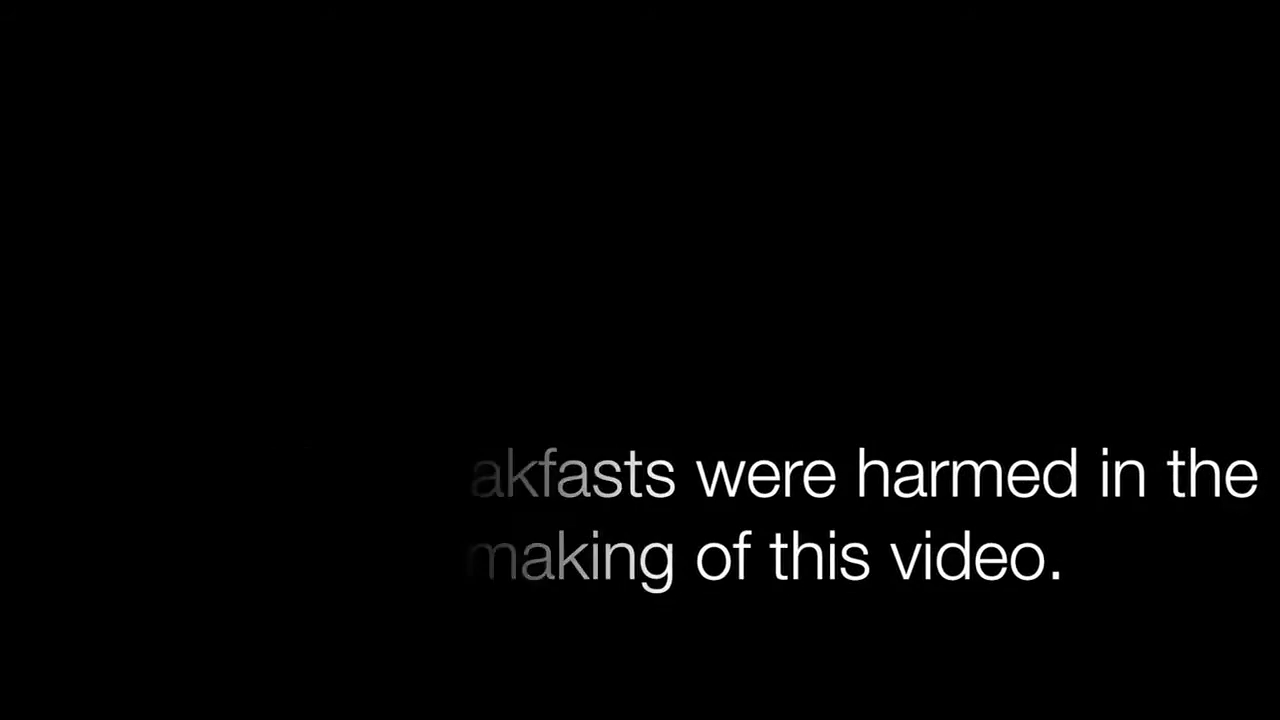 akfasts were harmed in the
making of this video.